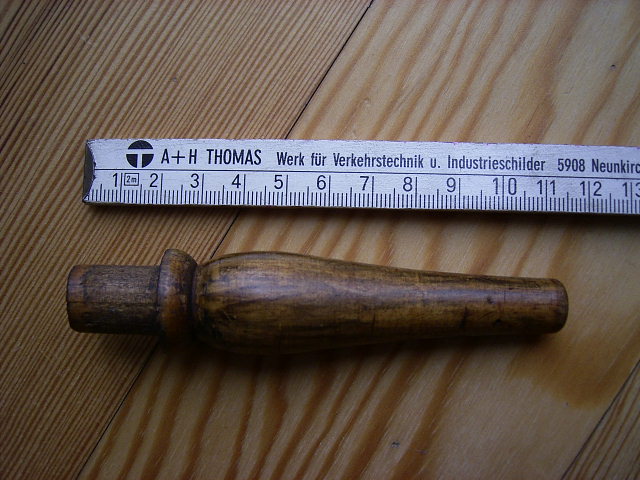 T A+H THOMAS Werk für Verkehrstechnik u. Industrieschilder 5908 Neunkirc
1 2m 2 3 4 5 6 7 8 9 10 11 12 13